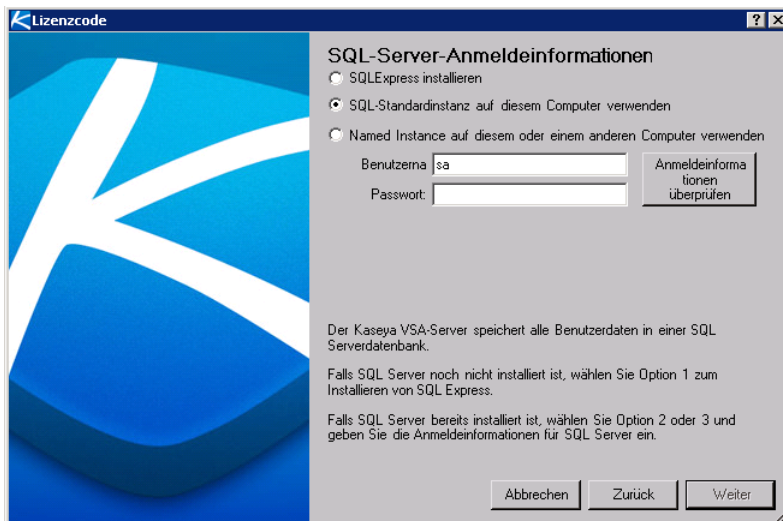 Lizenzcode
SQL-Server-Anmeldeinformationen
SQLExpress installieren
SQL-Standardinstanz auf diesem Computer verwenden
Named Instance auf diesem oder einem anderen Computer verwenden
Benutzerna
sa
Passwort:
Anmeldeinforma
tionen
überprüfen
Der Kaseya VSA-Server speichert alle Benutzerdaten in einer SQL
Serverdatenbank.
Falls SQL Server noch nicht installiert ist, wählen Sie Option 1 zum
Installieren von SQL Express.
Falls SQL Server bereits installiert ist, wählen Sie Option 2 oder 3 und
geben Sie die Anmeldeinformationen für SQL Server ein.
Abbrechen
Zurück
Weiter